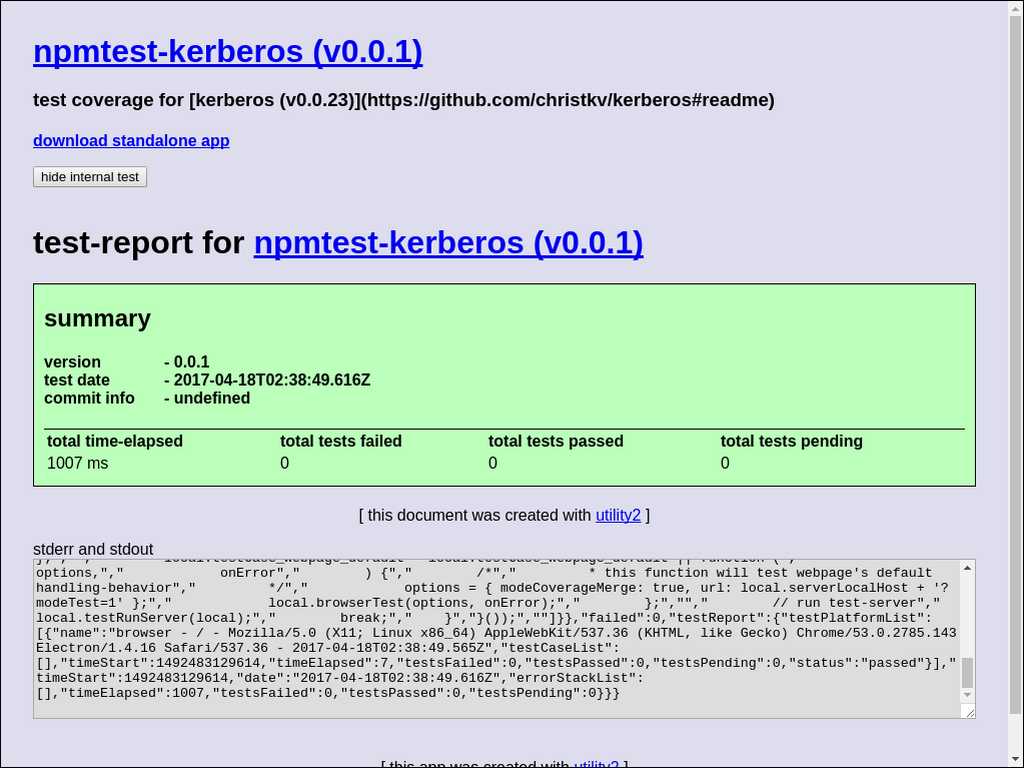 npmtest-kerberos (v0.0.1)
test coverage for [kerberos (v0.0.23)](https://github.com/christkv/kerberos#readme)
download standalone app
hide internal test
test-report for npmtest-kerberos (v0.0.1)
summary
version - 0.0.1
test date - 2017-04-18T02:38:49.616Z
commit info - undefined
total time-elapsed total tests failed total tests passed total tests pending
1007 ms 0 0 0
[ this document was created with utility2 ]
stderr and stdout
options,","            onError","        ) {","        /*","         * this function will test webpage's default
handling-behavior","         */","            options = { modeCoverageMerge: true, url: local.serverLocalHost + '?
modeTest=1' };","            local.browserTest(options, onError);","        };","","        // run test-server","
local.testRunServer(local);","        break;","    }","}());","",""]}},"failed":0,"testReport":{"testPlatformList":
[{"name":"browser - / - Mozilla/5.0 (X11; Linux x86_64) AppleWebKit/537.36 (KHTML, like Gecko) Chrome/53.0.2785.143
Electron/1.4.16 Safari/537.36 - 2017-04-18T02:38:49.565Z","testCaseList":
[],"timeStart":1492483129614,"timeElapsed":7,"testsFailed":0,"testsPassed":0,"testsPending":0,"status":"passed"}],"
timeStart":1492483129614,"date":"2017-04-18T02:38:49.616Z","errorStackList":
[],"timeElapsed":1007,"testsFailed":0,"testsPassed":0,"testsPending":0}}}
[ this app was created with utility2 ]